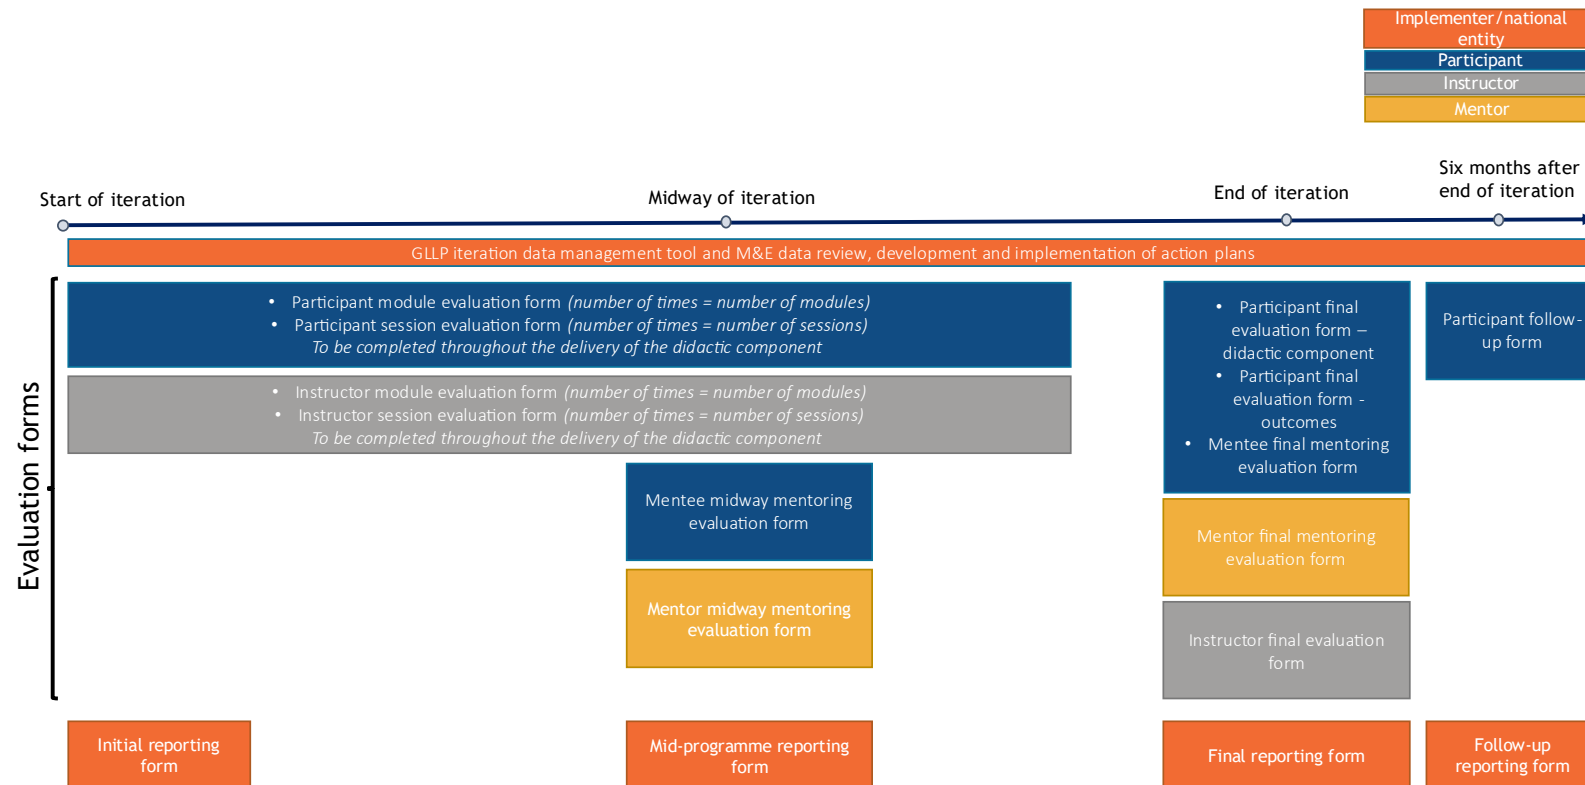 Implementer/national
entity
Participant
Instructor
Mentor
Start of iteration
Midway of iteration
End of iteration
Six months after
end of iteration
GLLP iteration data management tool and M&E data review, development and implementation of action plans
Evaluation forms
• Participant module evaluation form (number of times = number of modules)
• Participant session evaluation form (number of times = number of sessions)
To be completed throughout the delivery of the didactic component
• Instructor module evaluation form (number of times = number of modules)
• Instructor session evaluation form (number of times = number of sessions)
To be completed throughout the delivery of the didactic component
Mentee midway mentoring
evaluation form
Mentor midway mentoring
evaluation form
• Participant final
evaluation form –
didactic component
• Participant final
evaluation form -
outcomes
• Mentee final mentoring
evaluation form
Mentor final mentoring
evaluation form
Instructor final evaluation
form
Participant follow-
up form
Initial reporting
form
Mid-programme reporting
form
Final reporting form
Follow-up
reporting form